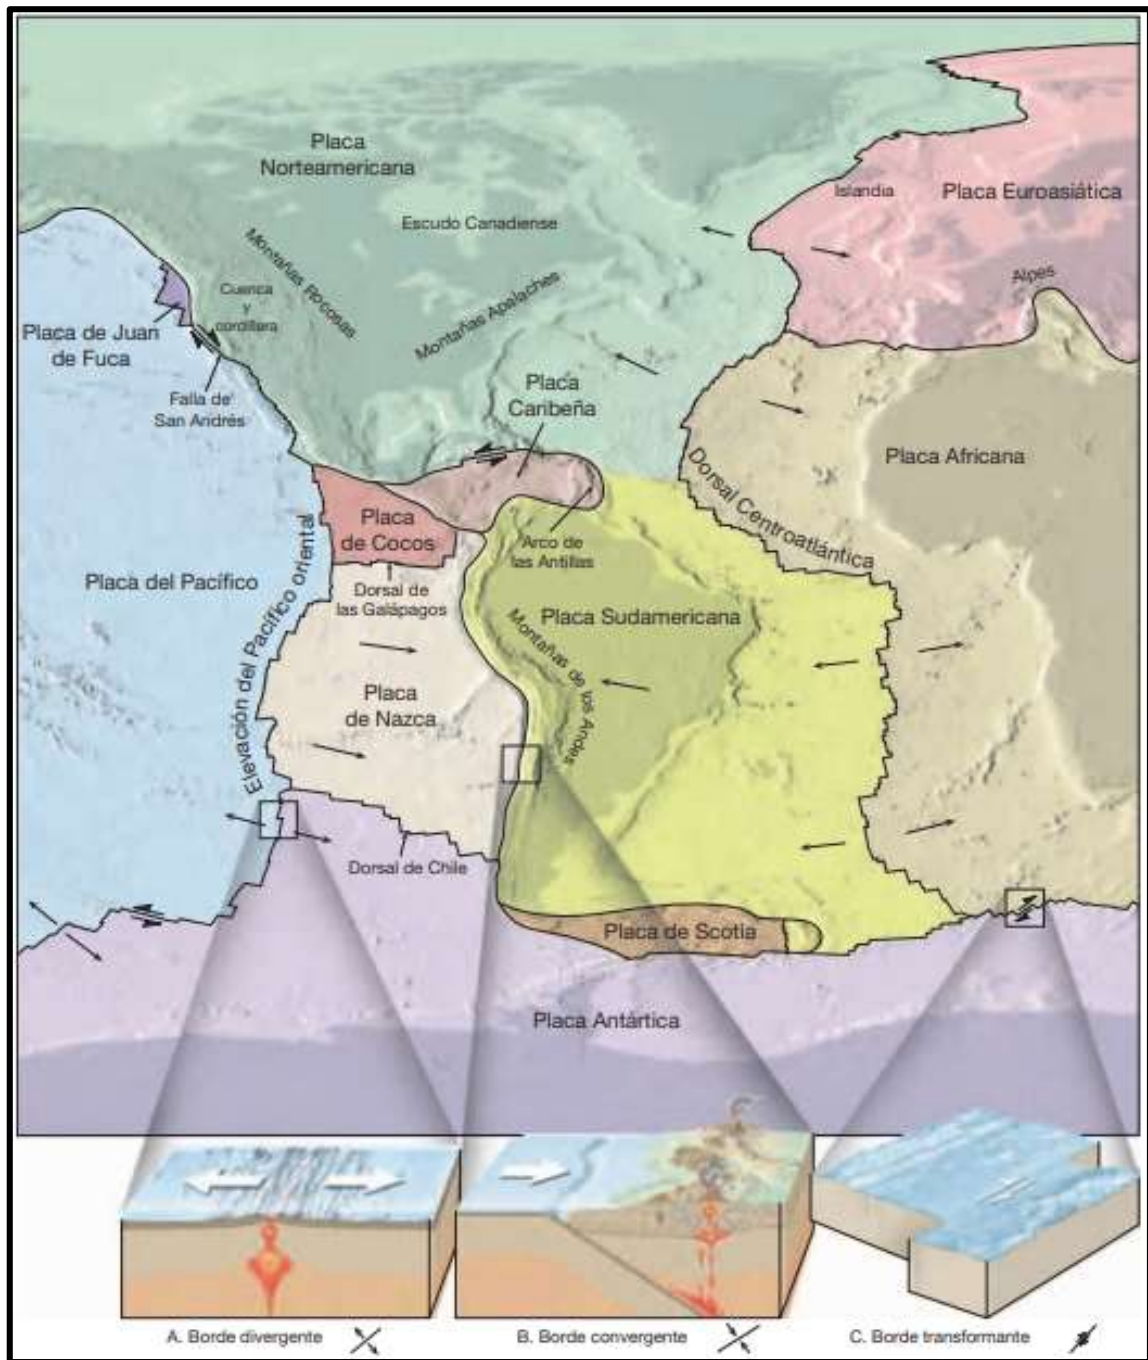 Placa
Norteamericana
Islandia
Placa Euroasiática
Escudo Canadiense
Montañas Rocosas
Montañas Apalaches
Alpes
Cuenca
y
cordillera
Placa de Juan
de Fuca
Falla de
San Andrés
Placa
Caribeña
Placa Africana
Dorsal Centroatlántica
Placa
de Cocos
Arco de
las Antillas
Placa del Pacífico
Elevación del Pacífico oriental
Dorsal de
las Galápagos
Placa Sudamericana
Montañas de los Andes
Placa
de Nazca
Dorsal de Chile
Placa de Scotia
Placa Antártica
A. Borde divergente
B. Borde convergente
C. Borde transformante